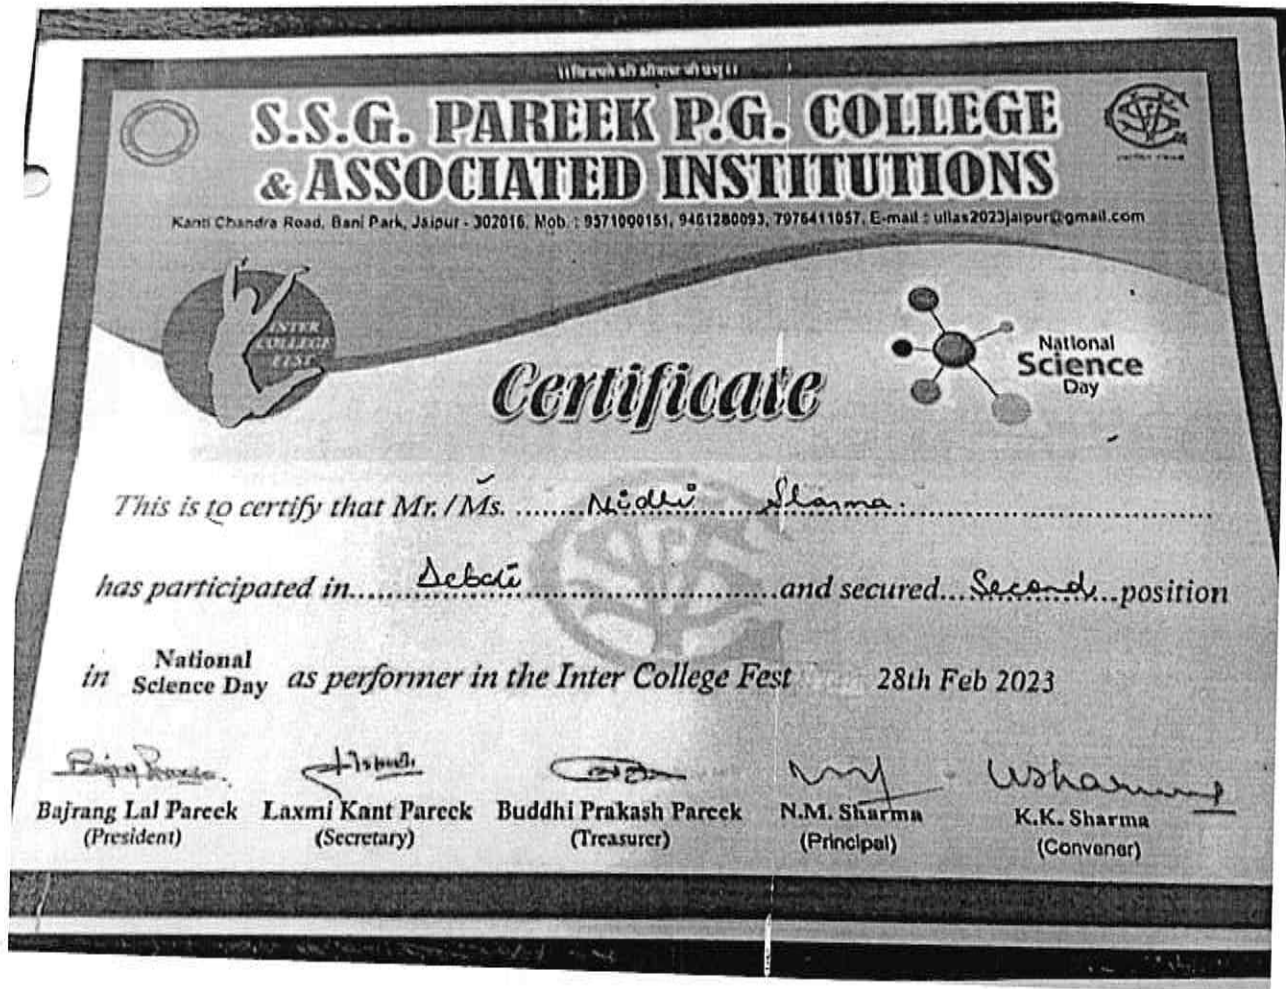 S.S.G. PAREEK P.G. COLLEGE
& ASSOCIATED INSTITUTIONS
Kanti Chandra Road, Bani Park, Jaipur - 302016, Mob. : 9571000151, 9461280093, 7976411057, E-mail : ullas2023jaipur@gmail.com
INTER
COLLEGE
FEST
National
Science
Day
Certificate
This is to certify that Mr. / Ms. ........Nidhi Sharma.................................
has participated in.......Debate..............................and secured...Second...position
in National Science Day as performer in the Inter College Fest 28th Feb 2023
Bajrang Lal Pareek Laxmi Kant Pareek Buddhi Prakash Pareek N.M. Sharma K.K. Sharma
(President) (Secretary) (Treasurer) (Principal) (Convener)